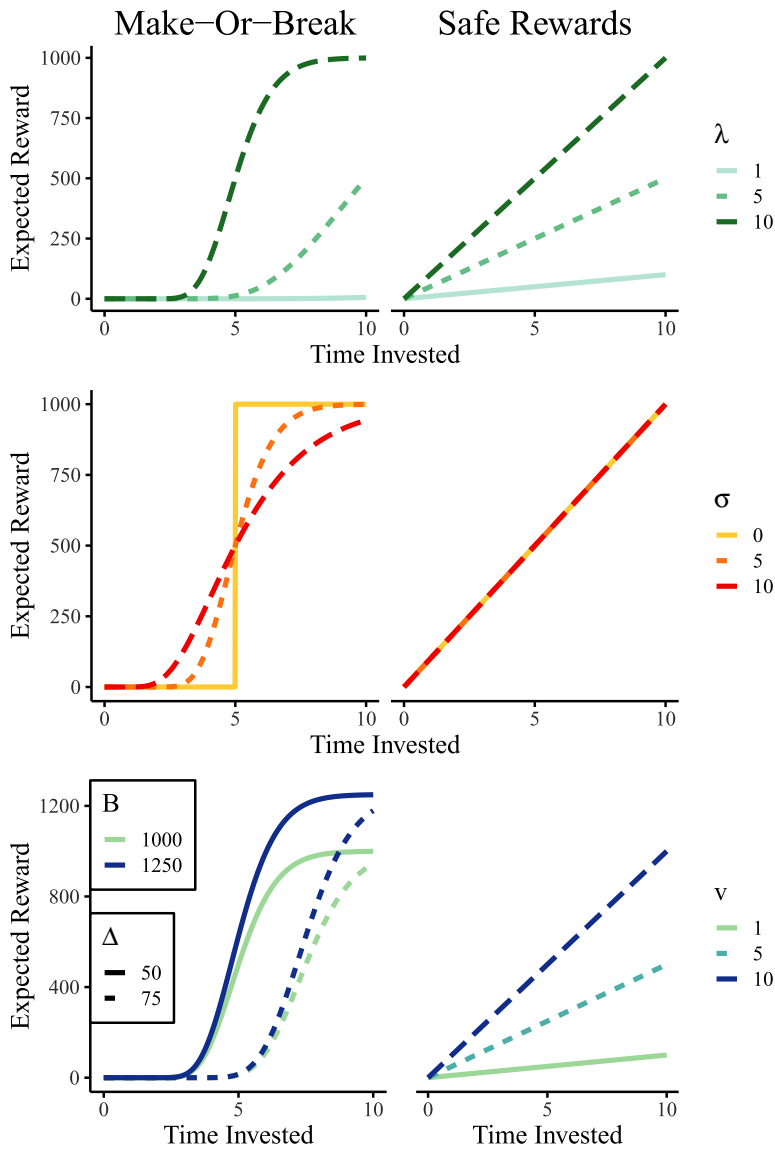 Make−Or−Break Safe Rewards
Expected Reward
1000
750
500
250
0
0 5 10 0 5 10
Time Invested
λ
1
5
10
Expected Reward
1000
750
500
250
0
0 5 10 0 5 10
Time Invested
σ
0
5
10
Expected Reward
1200
800
400
0
B
1000
1250
Δ
50
75
0 5 10 0 5 10
Time Invested Time Invested
v
1
5
10